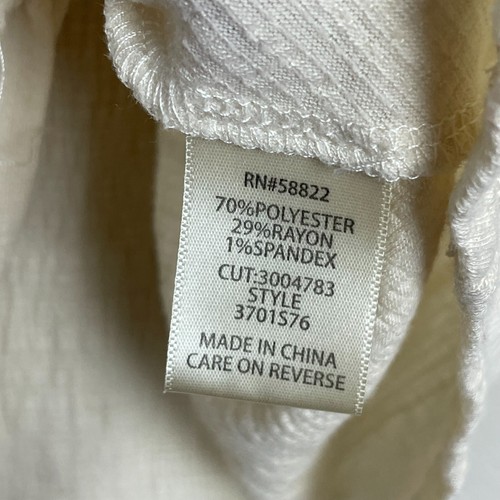 RN#58822
70%POLYESTER
29%RAYON
1%SPANDEX
CUT:3004783
STYLE
3701S76
MADE IN CHINA
CARE ON REVERSE